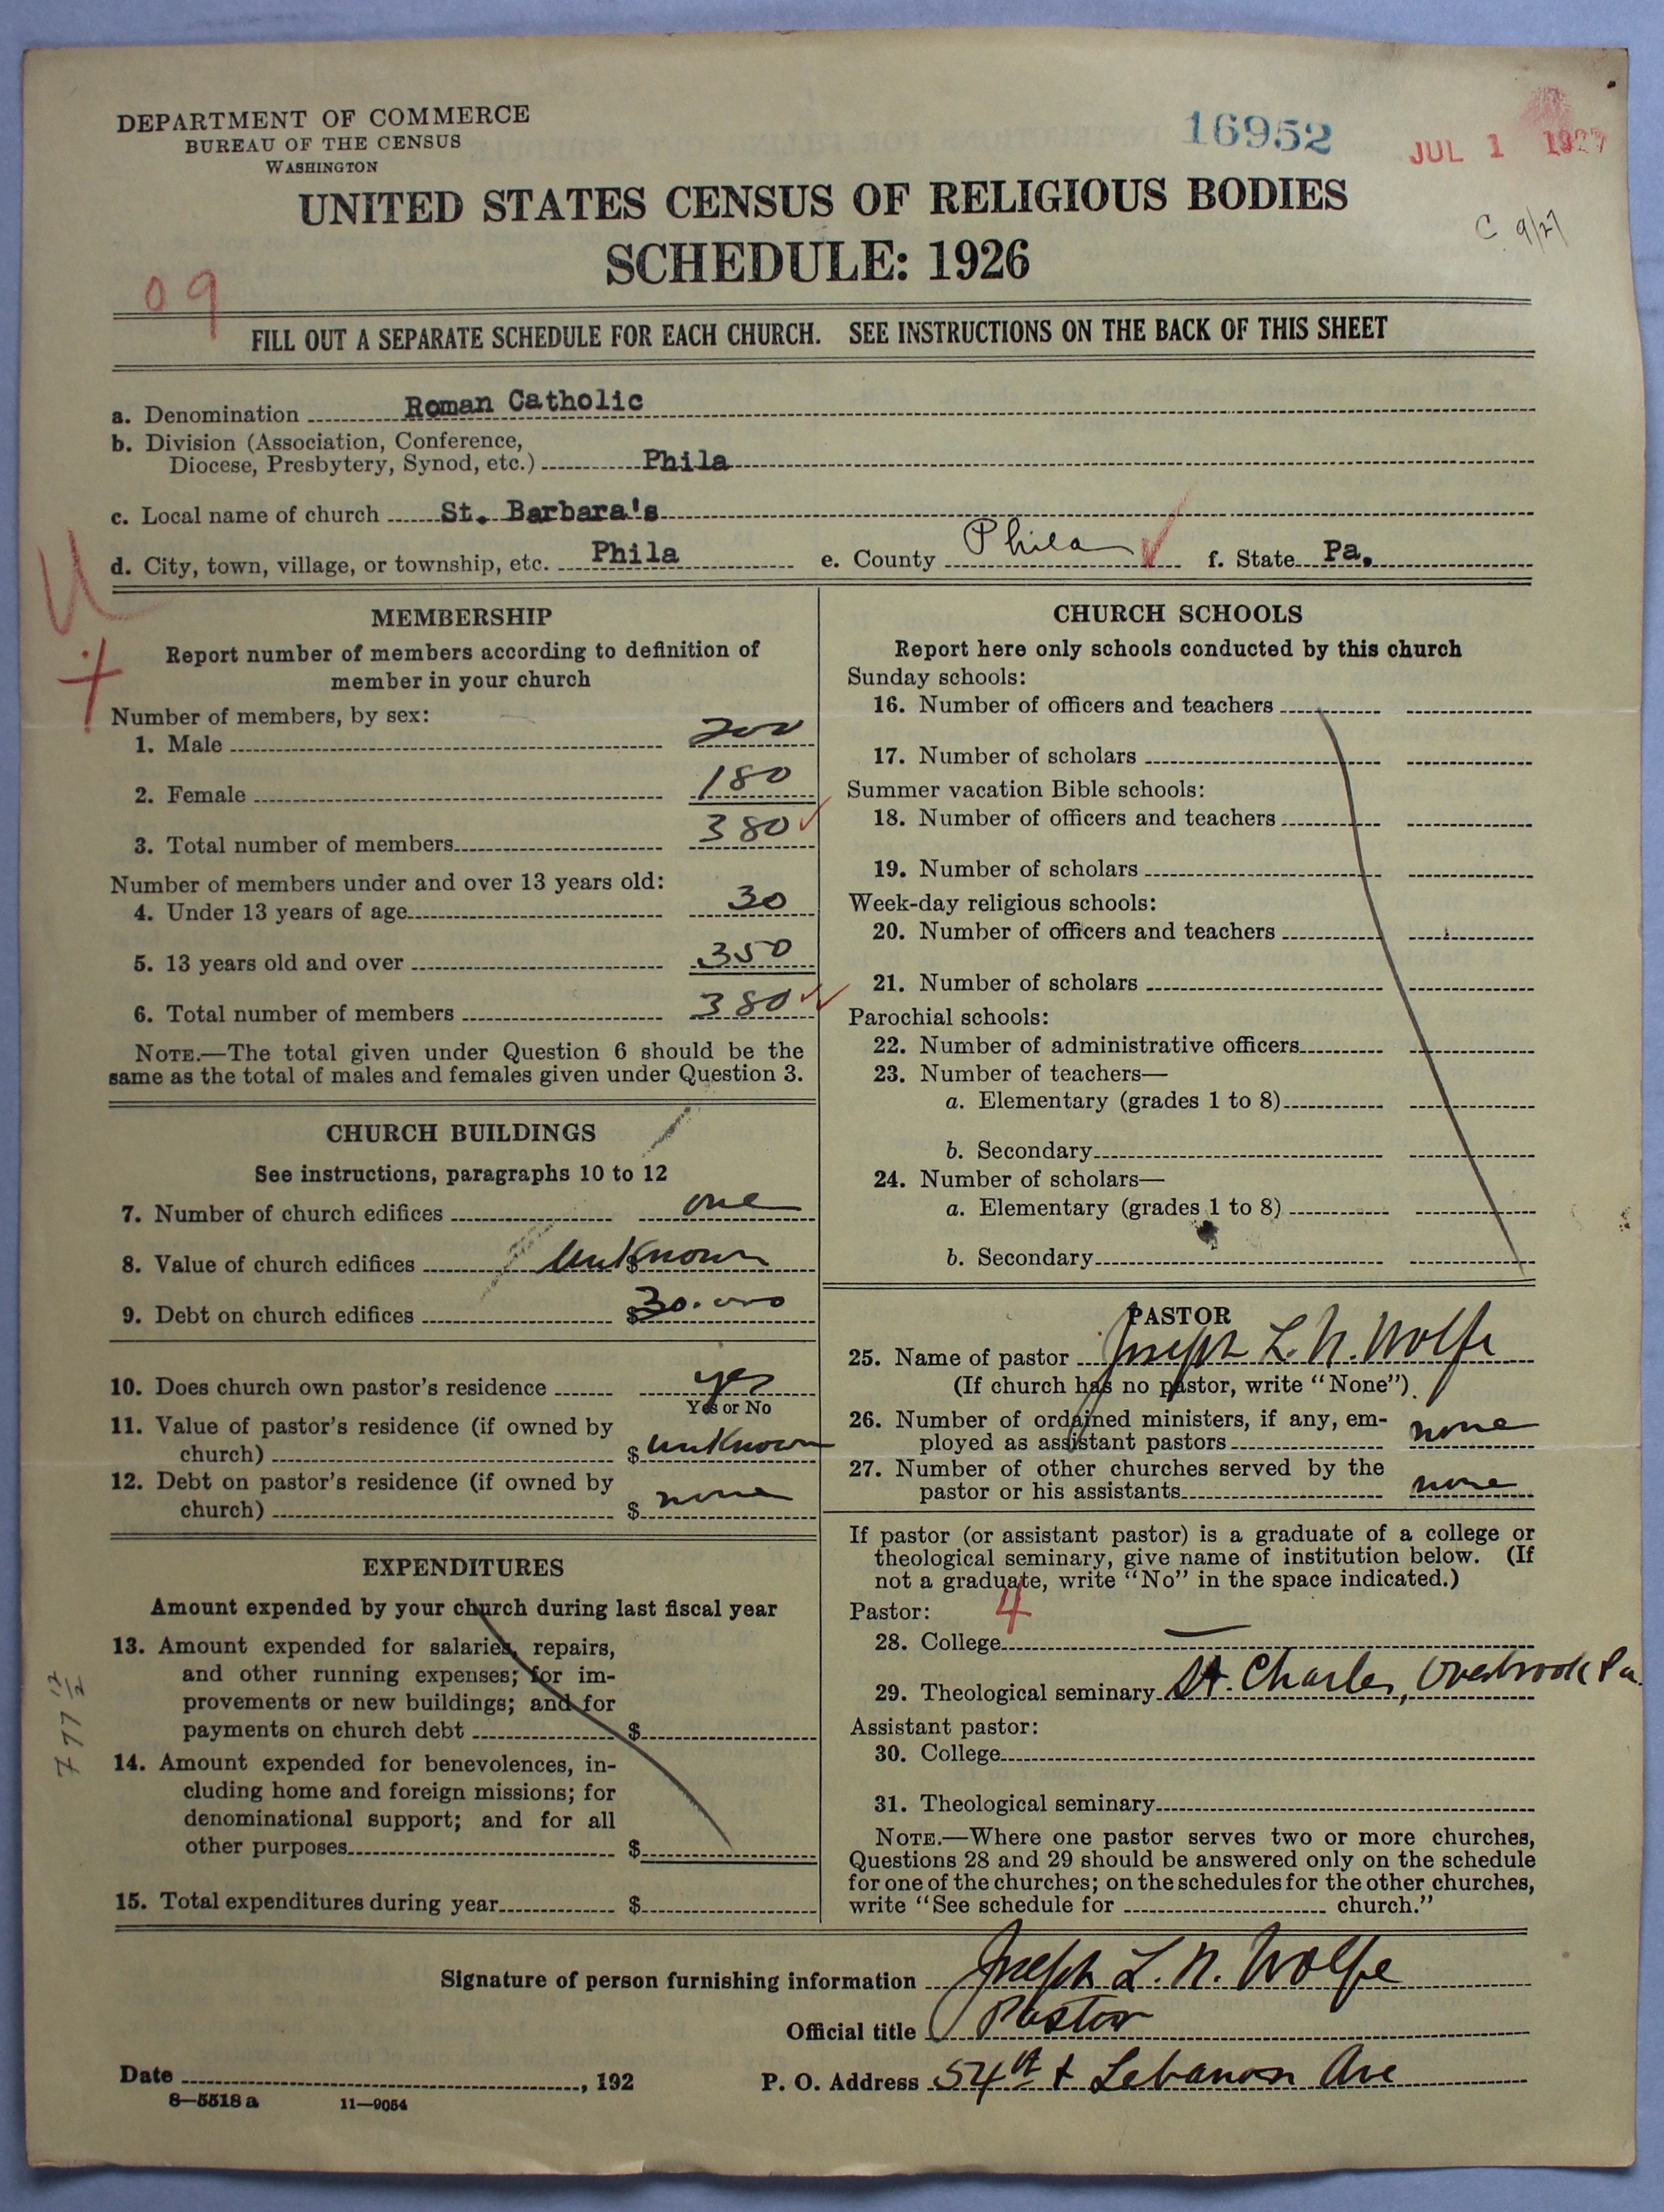 DEPARTMENT OF COMMERCE
BUREAU OF THE CENSUS
WASHINGTON
16952
JUL 1 1927
UNITED STATES CENSUS OF RELIGIOUS BODIES
C 9/27
SCHEDULE: 1926
09
FILL OUT A SEPARATE SCHEDULE FOR EACH CHURCH. SEE INSTRUCTIONS ON THE BACK OF THIS SHEET
a. Denomination Roman Catholic
b. Division (Association, Conference,
Diocese, Presbytery, Synod, etc.) Phila
c. Local name of church St. Barbara's
d. City, town, village, or township, etc. Phila e. County Phila f. State Pa.
MEMBERSHIP
Report number of members according to definition of
member in your church
Number of members, by sex:
1. Male 200
2. Female 180
3. Total number of members 380
Number of members under and over 13 years old:
4. Under 13 years of age 30
5. 13 years old and over 350
6. Total number of members 380
NOTE.—The total given under Question 6 should be the
same as the total of males and females given under Question 3.
CHURCH BUILDINGS
See instructions, paragraphs 10 to 12
7. Number of church edifices one
8. Value of church edifices $ Unknown
9. Debt on church edifices $30.000
10. Does church own pastor's residence yes
Yes or No
11. Value of pastor's residence (if owned by
church) $ unknown
12. Debt on pastor's residence (if owned by
church) $ none
EXPENDITURES
Amount expended by your church during last fiscal year
13. Amount expended for salaries, repairs,
and other running expenses; for im-
provements or new buildings; and for
payments on church debt $
14. Amount expended for benevolences, in-
cluding home and foreign missions; for
denominational support; and for all
other purposes $
15. Total expenditures during year $
CHURCH SCHOOLS
Report here only schools conducted by this church
Sunday schools:
16. Number of officers and teachers
17. Number of scholars
Summer vacation Bible schools:
18. Number of officers and teachers
19. Number of scholars
Week-day religious schools:
20. Number of officers and teachers
21. Number of scholars
Parochial schools:
22. Number of administrative officers
23. Number of teachers—
a. Elementary (grades 1 to 8)
b. Secondary
24. Number of scholars—
a. Elementary (grades 1 to 8)
b. Secondary
PASTOR
25. Name of pastor Joseph L. N. Wolfe
(If church has no pastor, write "None").
26. Number of ordained ministers, if any, em-
ployed as assistant pastors none
27. Number of other churches served by the
pastor or his assistants none
If pastor (or assistant pastor) is a graduate of a college or
theological seminary, give name of institution below. (If
not a graduate, write "No" in the space indicated.)
Pastor: 4
28. College —
29. Theological seminary St. Charles, Overbrook Pa.
Assistant pastor:
30. College
31. Theological seminary
NOTE.—Where one pastor serves two or more churches,
Questions 28 and 29 should be answered only on the schedule
for one of the churches; on the schedules for the other churches,
write "See schedule for church."
Signature of person furnishing information Joseph L. N. Wolfe
Official title Pastor
Date , 192 P. O. Address 54th & Lebanon Ave
8—5518 a 11—9054